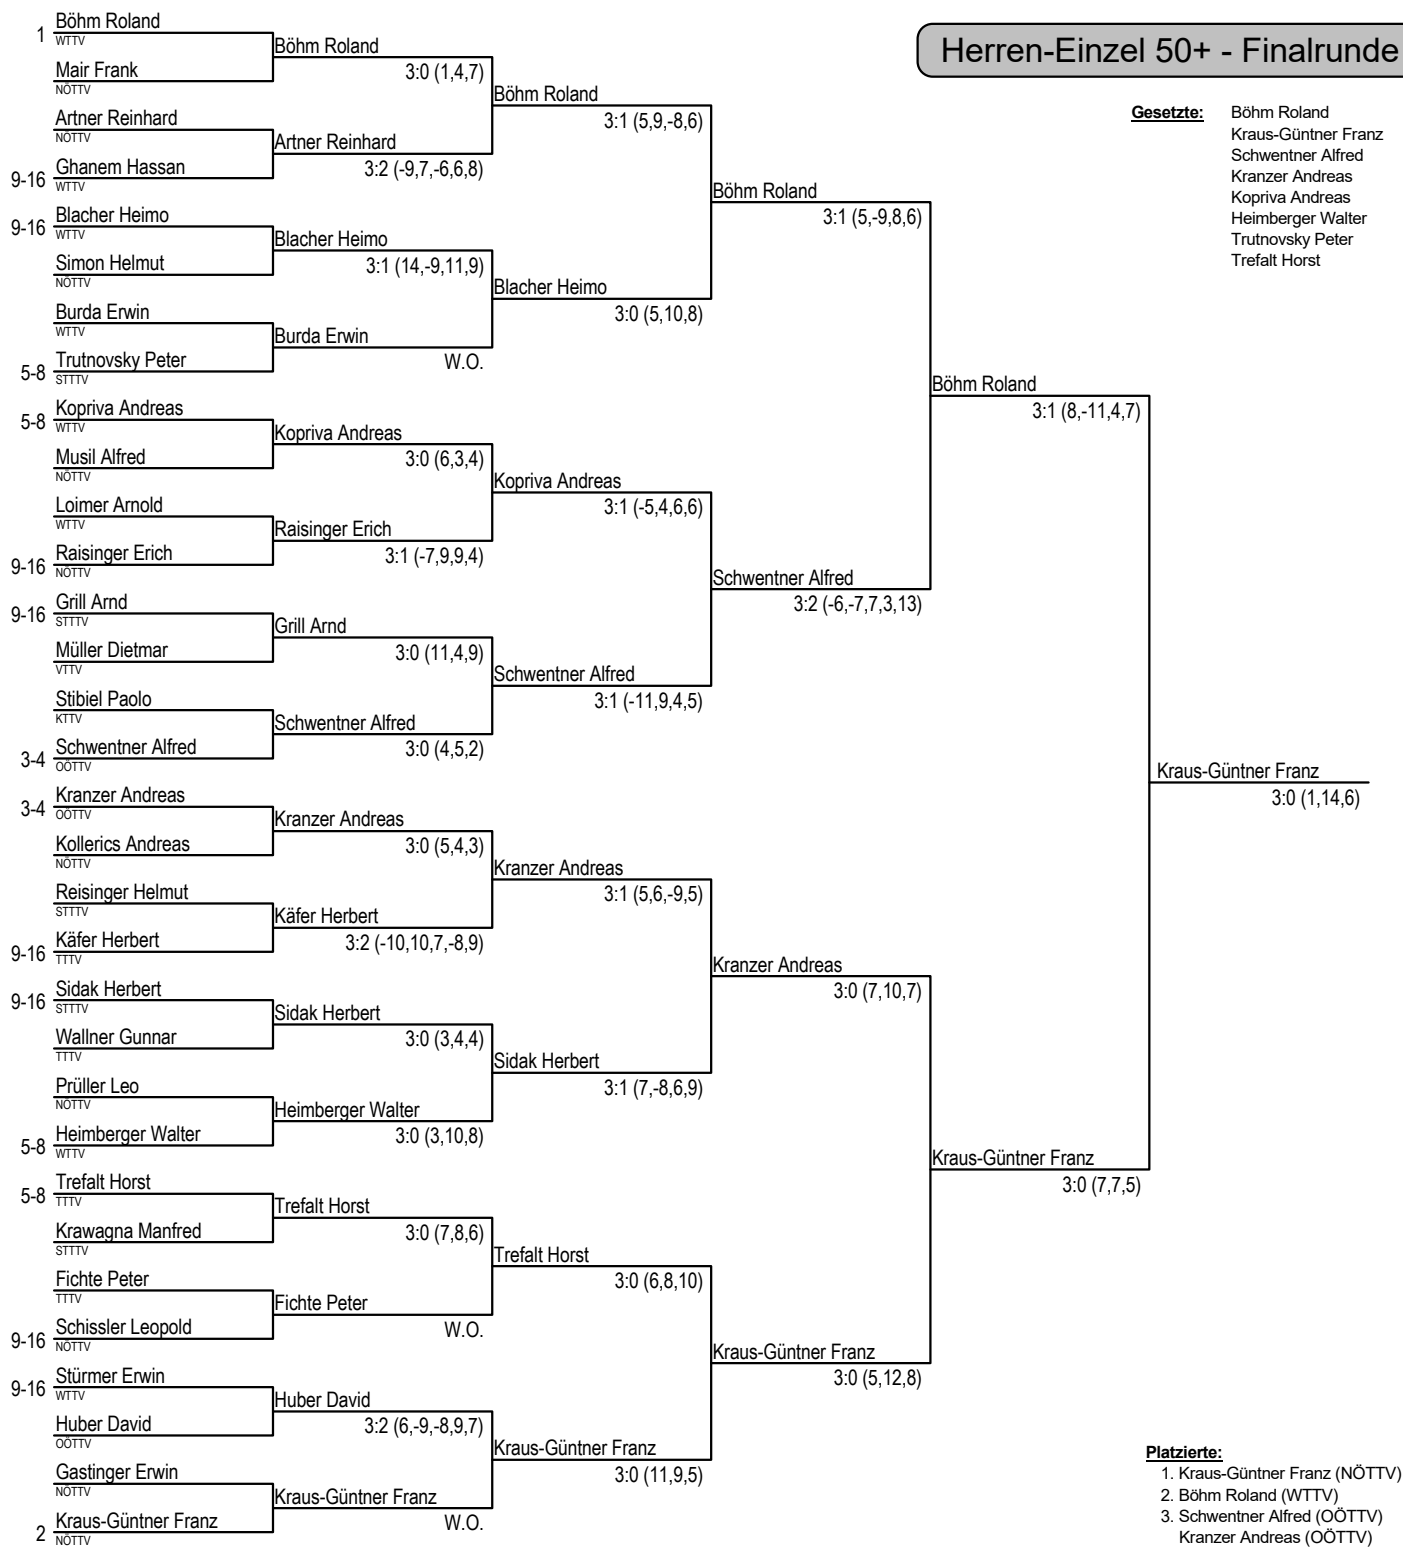 Herren-Einzel 50+ - Finalrunde
Gesetzte: Böhm Roland
Kraus-Güntner Franz
Schwentner Alfred
Kranzer Andreas
Kopriva Andreas
Heimberger Walter
Trutnovsky Peter
Trefalt Horst
1 Böhm Roland
WTTV
Mair Frank
NÖTTV
Artner Reinhard
NÖTTV
9-16 Ghanem Hassan
WTTV
9-16 Blacher Heimo
WTTV
Simon Helmut
NÖTTV
Burda Erwin
WTTV
5-8 Trutnovsky Peter
STTTV
5-8 Kopriva Andreas
WTTV
Musil Alfred
NÖTTV
Loimer Arnold
WTTV
9-16 Raisinger Erich
NÖTTV
9-16 Grill Arnd
STTTV
Müller Dietmar
VTTV
Stibiel Paolo
KTTV
3-4 Schwentner Alfred
OÖTTV
3-4 Kranzer Andreas
OÖTTV
Kollerics Andreas
NÖTTV
Reisinger Helmut
STTTV
9-16 Käfer Herbert
TTTV
9-16 Sidak Herbert
STTTV
Wallner Gunnar
TTTV
Prüller Leo
NÖTTV
5-8 Heimberger Walter
WTTV
5-8 Trefalt Horst
TTTV
Krawagna Manfred
STTTV
Fichte Peter
TTTV
9-16 Schissler Leopold
NÖTTV
9-16 Stürmer Erwin
WTTV
Huber David
OÖTTV
Gastinger Erwin
NÖTTV
2 Kraus-Güntner Franz
NÖTTV
Böhm Roland
3:0 (1,4,7)
Artner Reinhard
3:2 (-9,7,-6,6,8)
Blacher Heimo
3:1 (14,-9,11,9)
Burda Erwin
W.O.
Kopriva Andreas
3:0 (6,3,4)
Raisinger Erich
3:1 (-7,9,9,4)
Grill Arnd
3:0 (11,4,9)
Schwentner Alfred
3:0 (4,5,2)
Kranzer Andreas
3:0 (5,4,3)
Käfer Herbert
3:2 (-10,10,7,-8,9)
Sidak Herbert
3:0 (3,4,4)
Heimberger Walter
3:0 (3,10,8)
Trefalt Horst
3:0 (7,8,6)
Fichte Peter
W.O.
Huber David
3:2 (6,-9,-8,9,7)
Kraus-Güntner Franz
W.O.
Böhm Roland
3:1 (5,9,-8,6)
Blacher Heimo
3:0 (5,10,8)
Kopriva Andreas
3:1 (-5,4,6,6)
Schwentner Alfred
3:1 (-11,9,4,5)
Kranzer Andreas
3:1 (5,6,-9,5)
Sidak Herbert
3:1 (7,-8,6,9)
Trefalt Horst
3:0 (6,8,10)
Kraus-Güntner Franz
3:0 (11,9,5)
Böhm Roland
3:1 (5,-9,8,6)
Schwentner Alfred
3:2 (-6,-7,7,3,13)
Kranzer Andreas
3:0 (7,10,7)
Kraus-Güntner Franz
3:0 (5,12,8)
Böhm Roland
3:1 (8,-11,4,7)
Kraus-Güntner Franz
3:0 (7,7,5)
Kraus-Güntner Franz
3:0 (1,14,6)
Platzierte:
1. Kraus-Güntner Franz (NÖTTV)
2. Böhm Roland (WTTV)
3. Schwentner Alfred (OÖTTV)
Kranzer Andreas (OÖTTV)